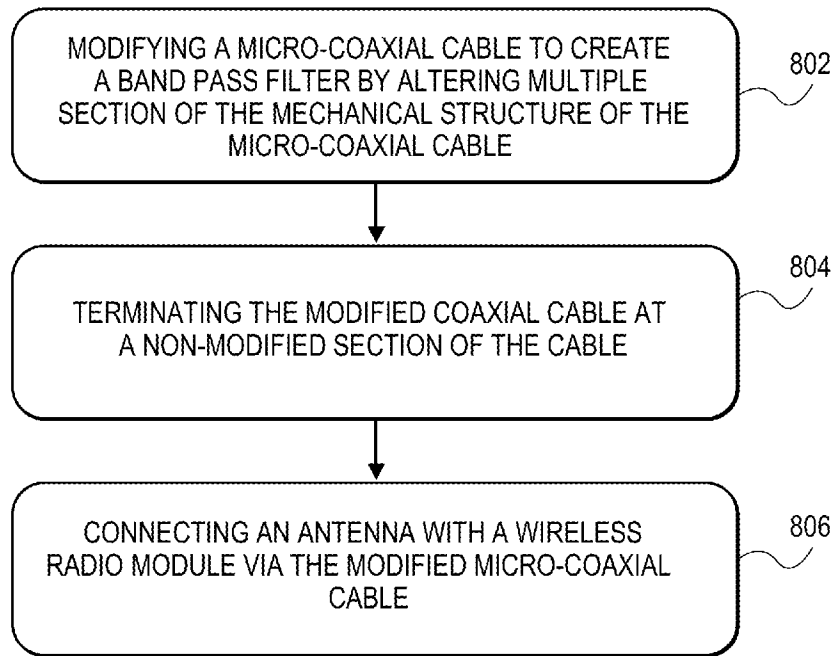 MODIFYING A MICRO-COAXIAL CABLE TO CREATE
A BAND PASS FILTER BY ALTERING MULTIPLE
SECTION OF THE MECHANICAL STRUCTURE OF THE
MICRO-COAXIAL CABLE
802
TERMINATING THE MODIFIED COAXIAL CABLE AT
A NON-MODIFIED SECTION OF THE CABLE
804
CONNECTING AN ANTENNA WITH A WIRELESS
RADIO MODULE VIA THE MODIFIED MICRO-COAXIAL
CABLE
806